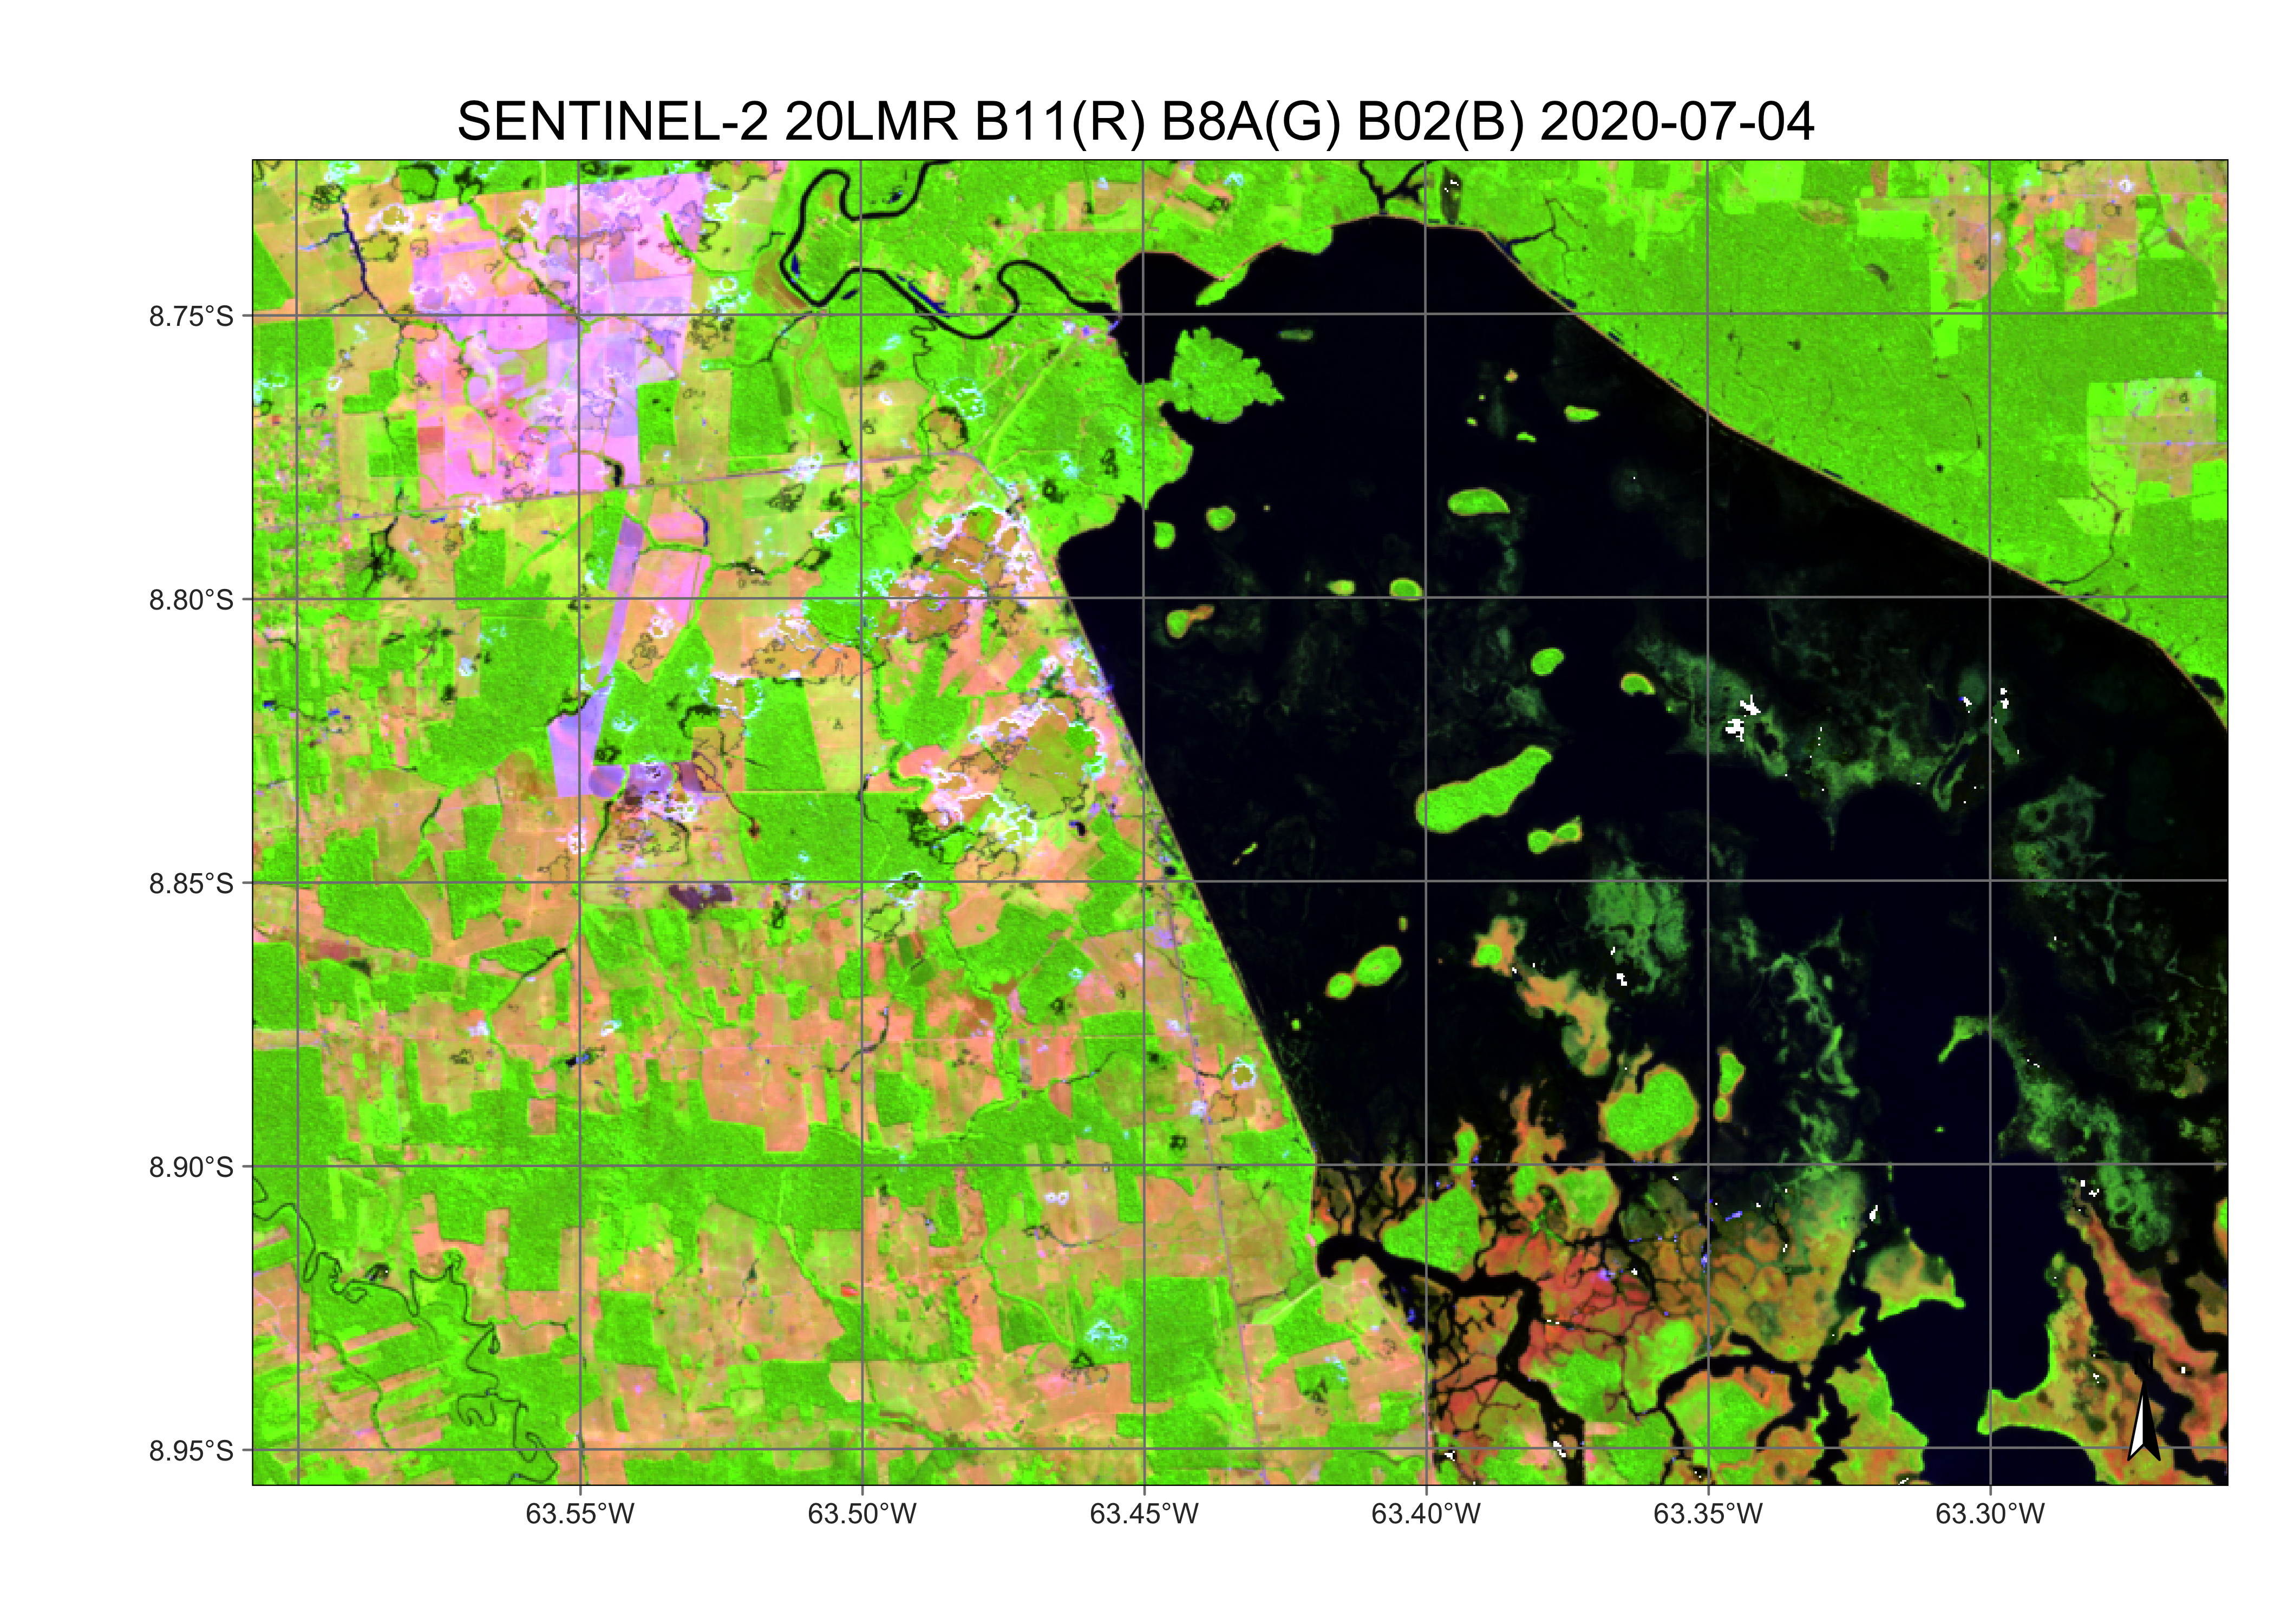 SENTINEL-2 20LMR B11(R) B8A(G) B02(B) 2020-07-04
8.75°S
8.80°S
8.85°S
8.90°S
8.95°S
63.55°W 63.50°W 63.45°W 63.40°W 63.35°W 63.30°W